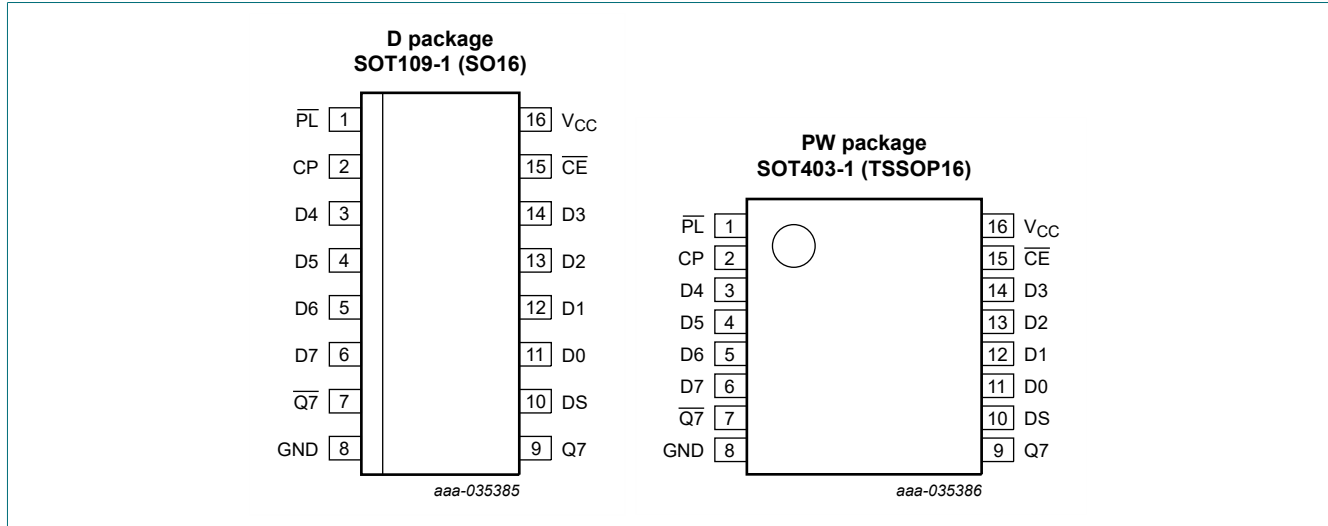 D package
SOT109-1 (SO16)
PL 1 16 VCC
CP 2 15 CE
D4 3 14 D3
D5 4 13 D2
D6 5 12 D1
D7 6 11 D0
Q7 7 10 DS
GND 8 9 Q7
aaa-035385
PW package
SOT403-1 (TSSOP16)
PL 1 16 VCC
CP 2 15 CE
D4 3 14 D3
D5 4 13 D2
D6 5 12 D1
D7 6 11 D0
Q7 7 10 DS
GND 8 9 Q7
aaa-035386